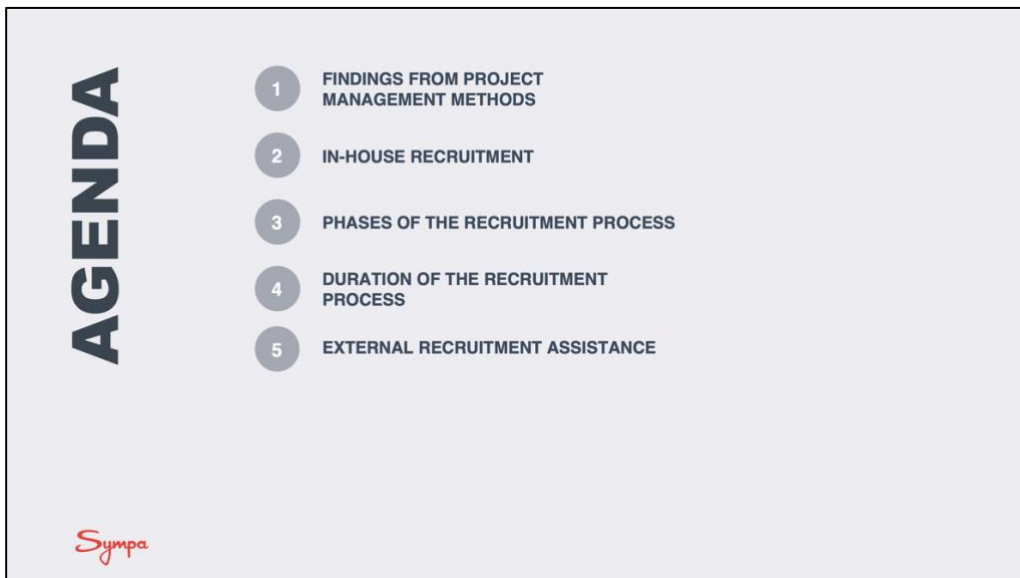 AGENDA
1
FINDINGS FROM PROJECT
MANAGEMENT METHODS
2
IN-HOUSE RECRUITMENT
3
PHASES OF THE RECRUITMENT PROCESS
4
DURATION OF THE RECRUITMENT
PROCESS
5
EXTERNAL RECRUITMENT ASSISTANCE
Sympa